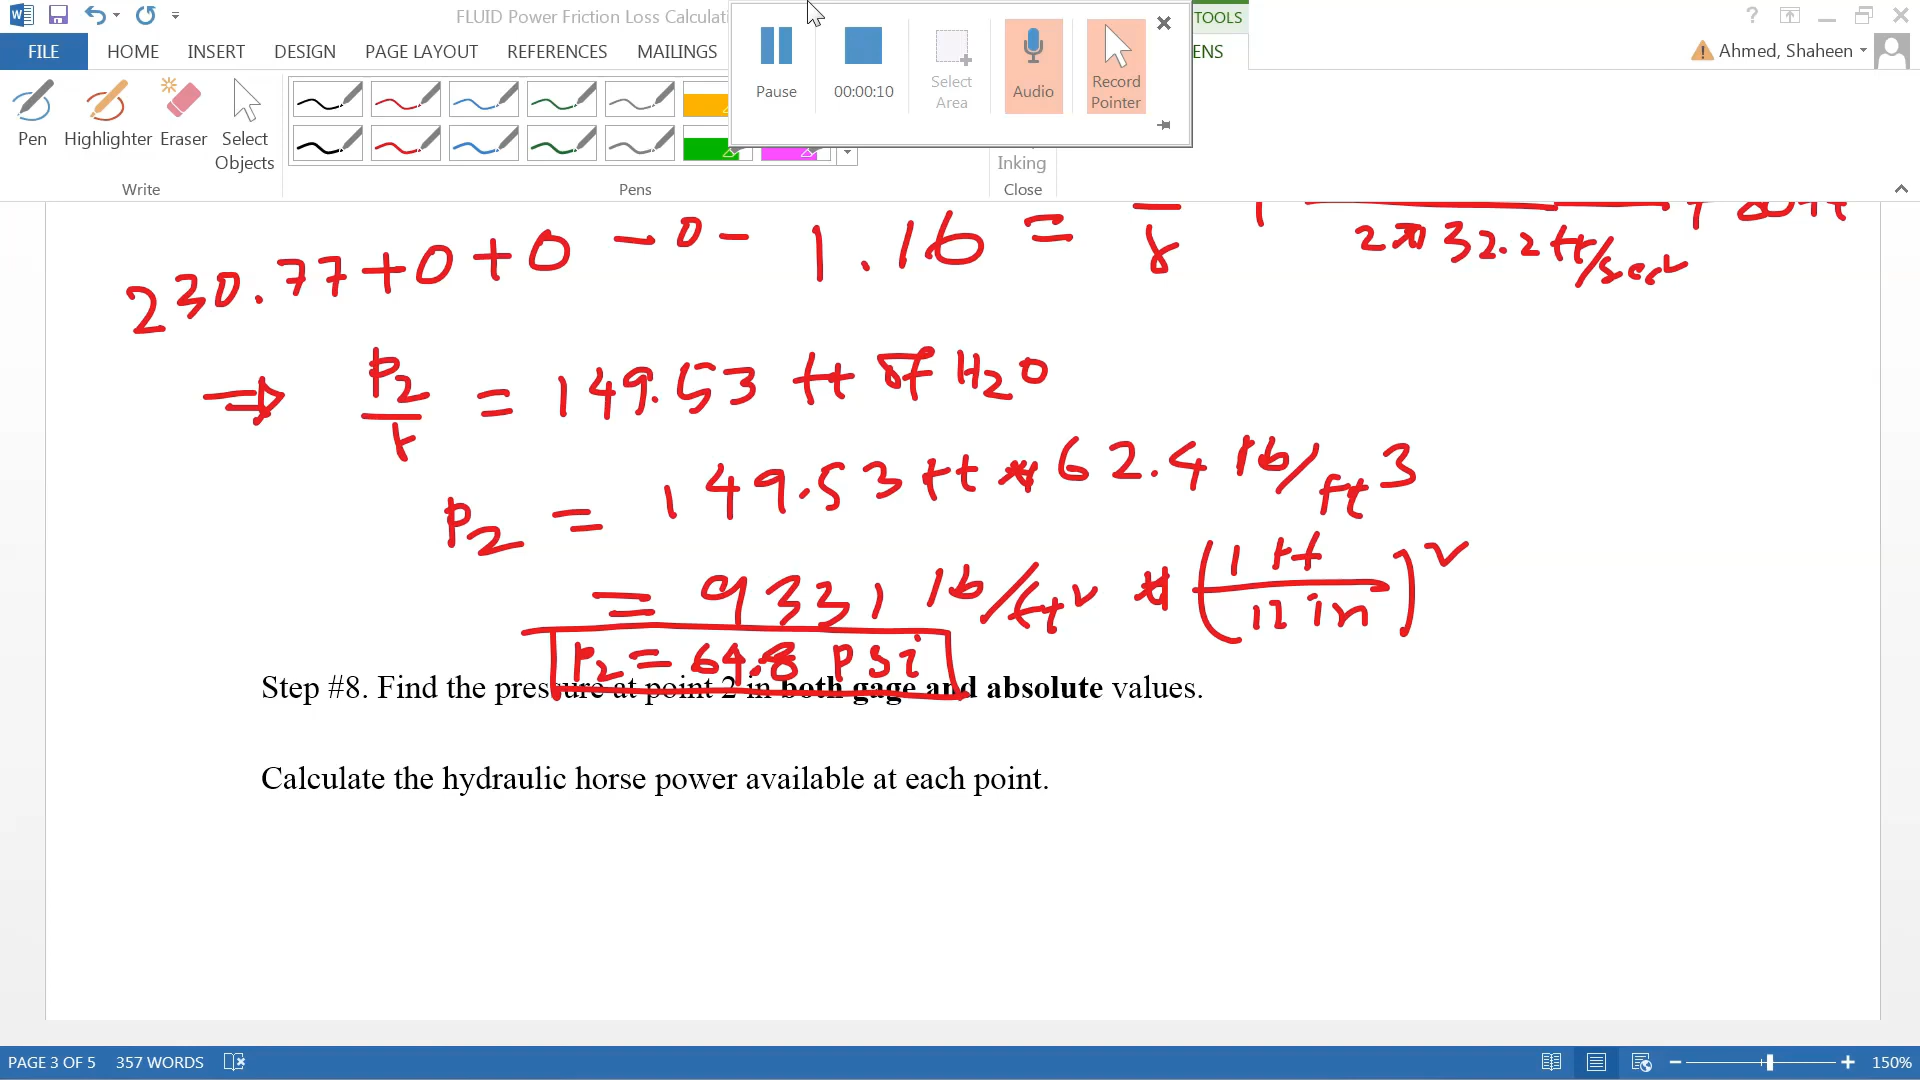 FLUID Power Friction Loss Calculati
TOOLS
FILE HOME INSERT DESIGN PAGE LAYOUT REFERENCES MAILINGS ENS
Ahmed, Shaheen
Pause 00:00:10 Select Area Audio Record Pointer
Pen Highlighter Eraser Select Objects
Inking
Write Pens Close
230.77+0+0-0-1.16 =
2*32.2 ft/sec²
⇒ P2/γ = 149.53 ft of H2O
P2 = 149.53 ft * 62.4 lb/ft3
= 9331 lb/ft² * (1 ft/12 in)²
P2 = 64.8 psi
Step #8. Find the pressure at point 2 in both gage and absolute values.
Calculate the hydraulic horse power available at each point.
PAGE 3 OF 5 357 WORDS 150%